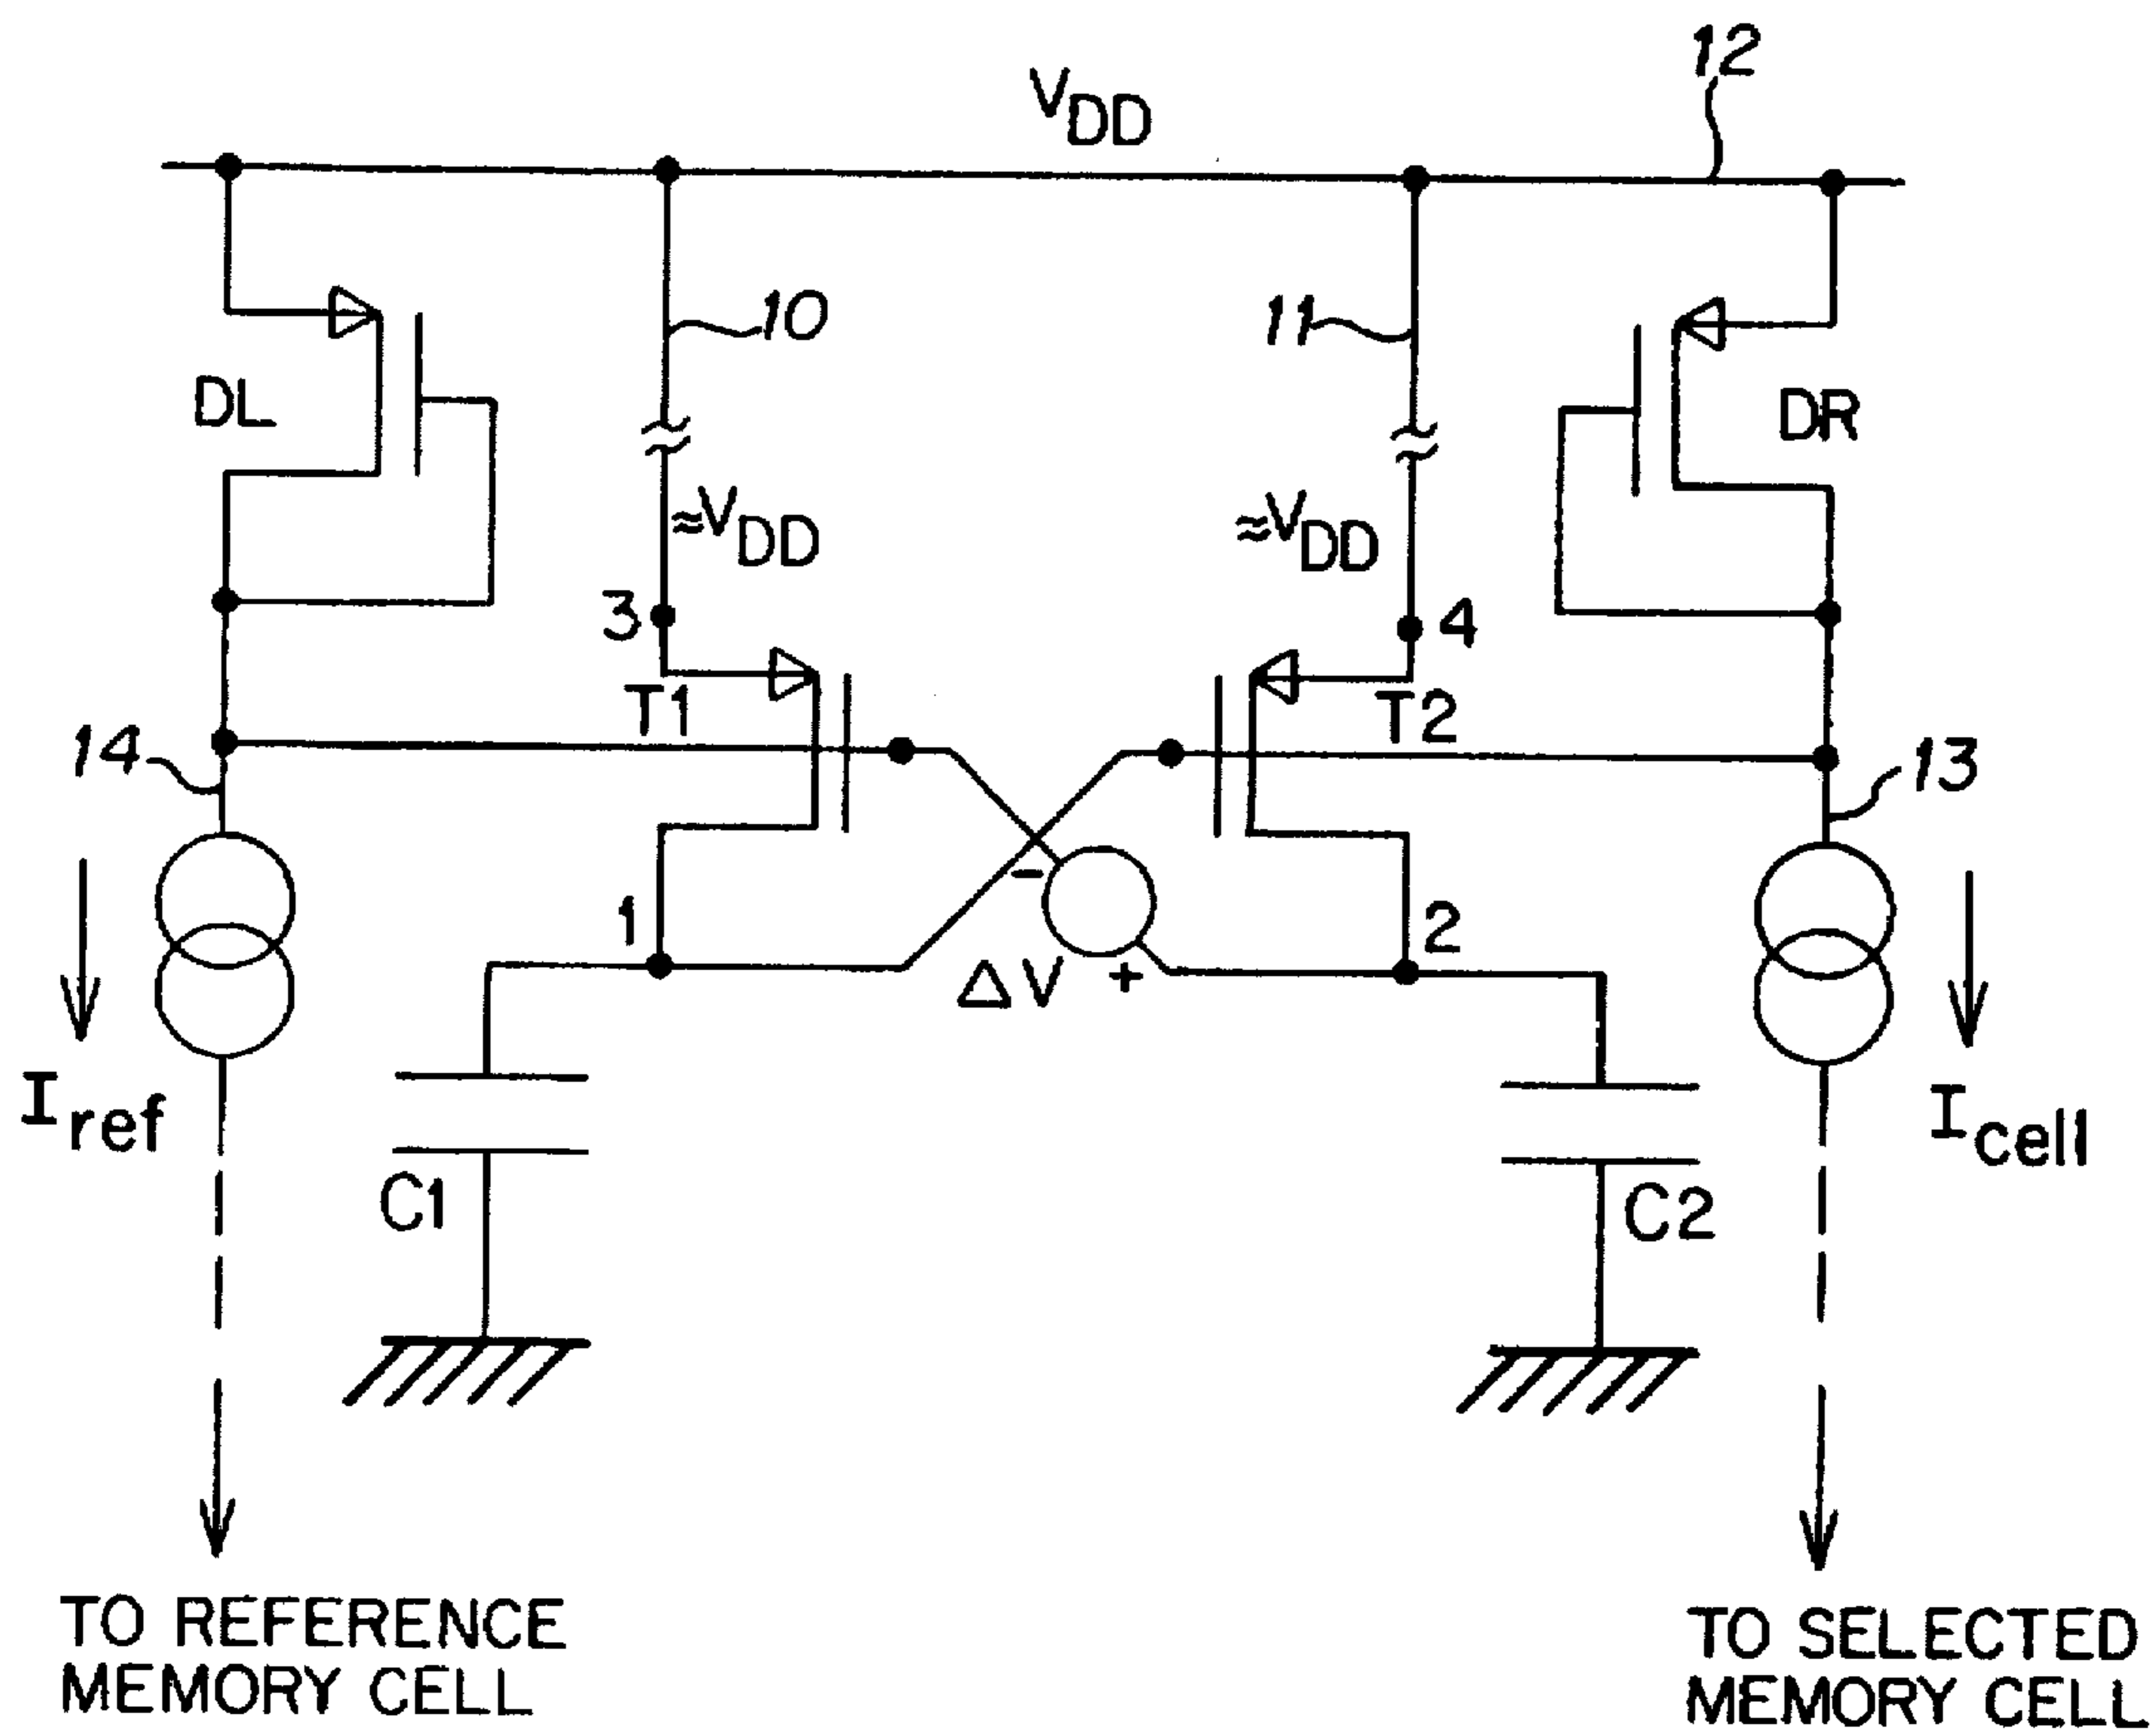 12
VDD
10
11
DL
DR
≈VDD
≈VDD
3
4
T1
T2
14
13
1
-
2
ΔV +
Iref
Icell
C1
C2
TO REFERENCE
MEMORY CELL
TO SELECTED
MEMORY CELL